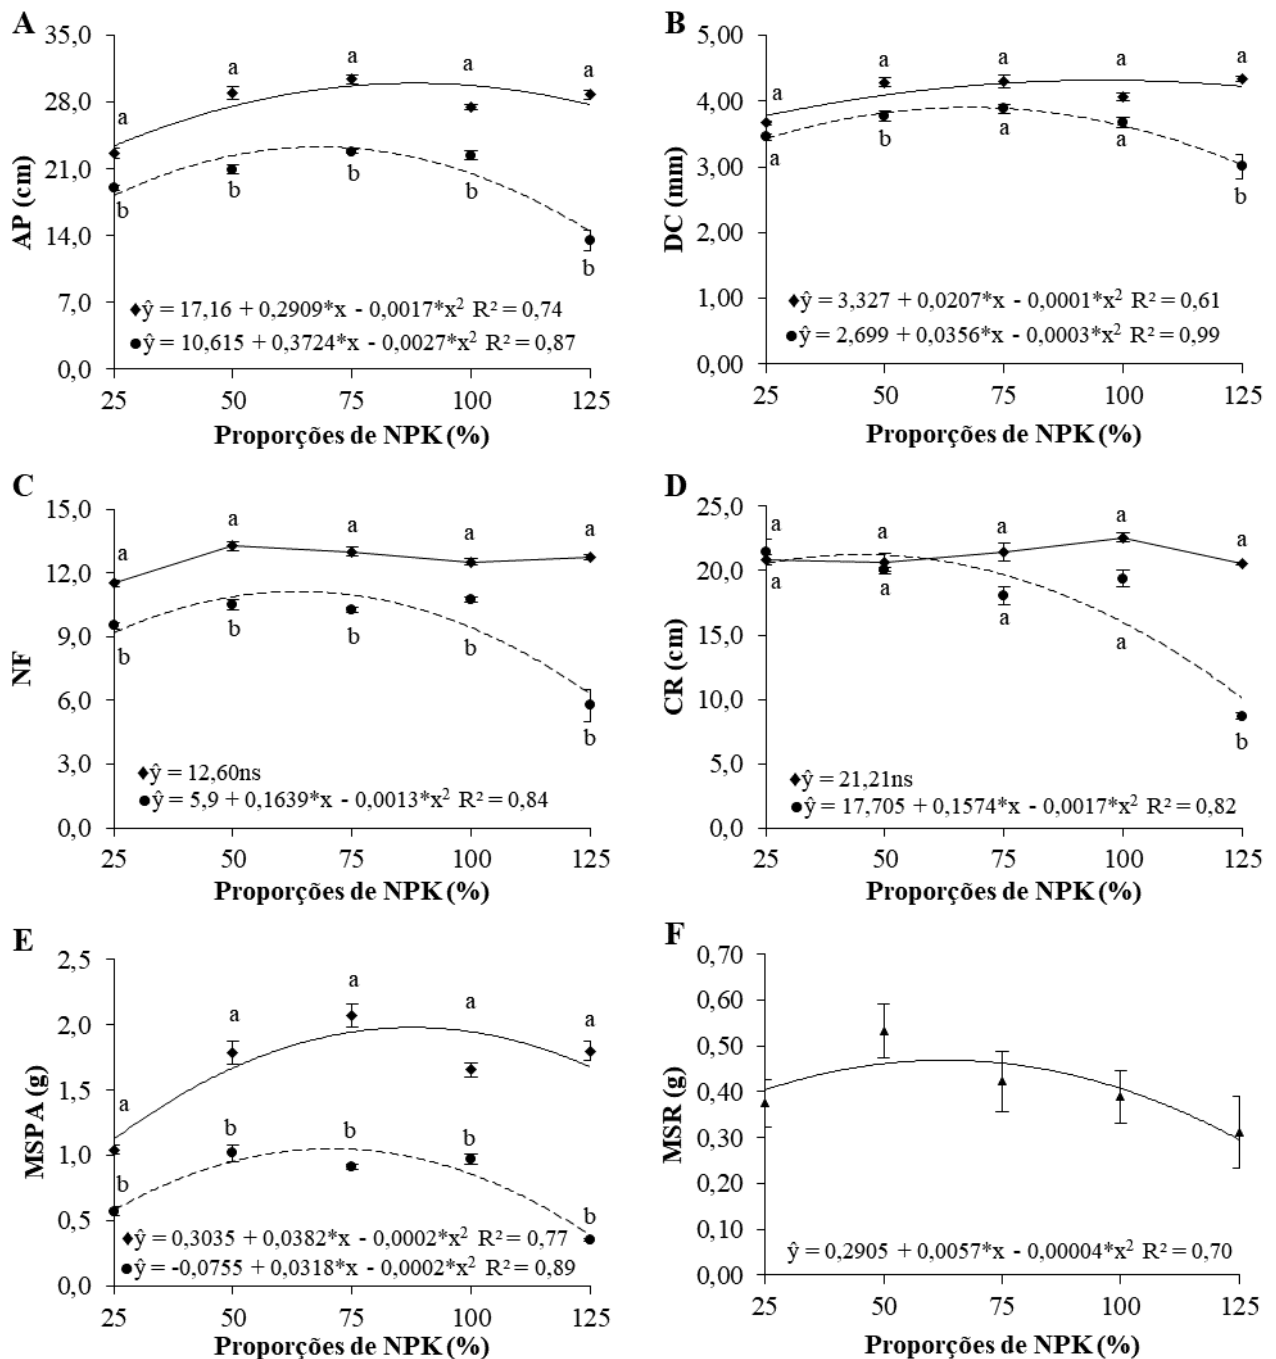 A
35,0
28,0
21,0
14,0
7,0
0,0
AP (cm)
a a a a a
b b b b b
♦ŷ = 17,16 + 0,2909*x - 0,0017*x² R² = 0,74
●ŷ = 10,615 + 0,3724*x - 0,0027*x² R² = 0,87
25 50 75 100 125
Proporções de NPK (%)
B
5,00
4,00
3,00
2,00
1,00
0,00
DC (mm)
a a a a a
a b a a b
♦ŷ = 3,327 + 0,0207*x - 0,0001*x² R² = 0,61
●ŷ = 2,699 + 0,0356*x - 0,0003*x² R² = 0,99
25 50 75 100 125
Proporções de NPK (%)
C
15,0
12,0
9,0
6,0
3,0
0,0
NF
a a a a a
b b b b b
♦ŷ = 12,60ns
●ŷ = 5,9 + 0,1639*x - 0,0013*x² R² = 0,84
25 50 75 100 125
Proporções de NPK (%)
D
25,0
20,0
15,0
10,0
5,0
0,0
CR (cm)
a a a a a
a a a a b
♦ŷ = 21,21ns
●ŷ = 17,705 + 0,1574*x - 0,0017*x² R² = 0,82
25 50 75 100 125
Proporções de NPK (%)
E
2,5
2,0
1,5
1,0
0,5
0,0
MSPA (g)
a a a a a
b b b b b
♦ŷ = 0,3035 + 0,0382*x - 0,0002*x² R² = 0,77
●ŷ = -0,0755 + 0,0318*x - 0,0002*x² R² = 0,89
25 50 75 100 125
Proporções de NPK (%)
F
0,70
0,60
0,50
0,40
0,30
0,20
0,10
0,00
MSR (g)
ŷ = 0,2905 + 0,0057*x - 0,00004*x² R² = 0,70
25 50 75 100 125
Proporções de NPK (%)